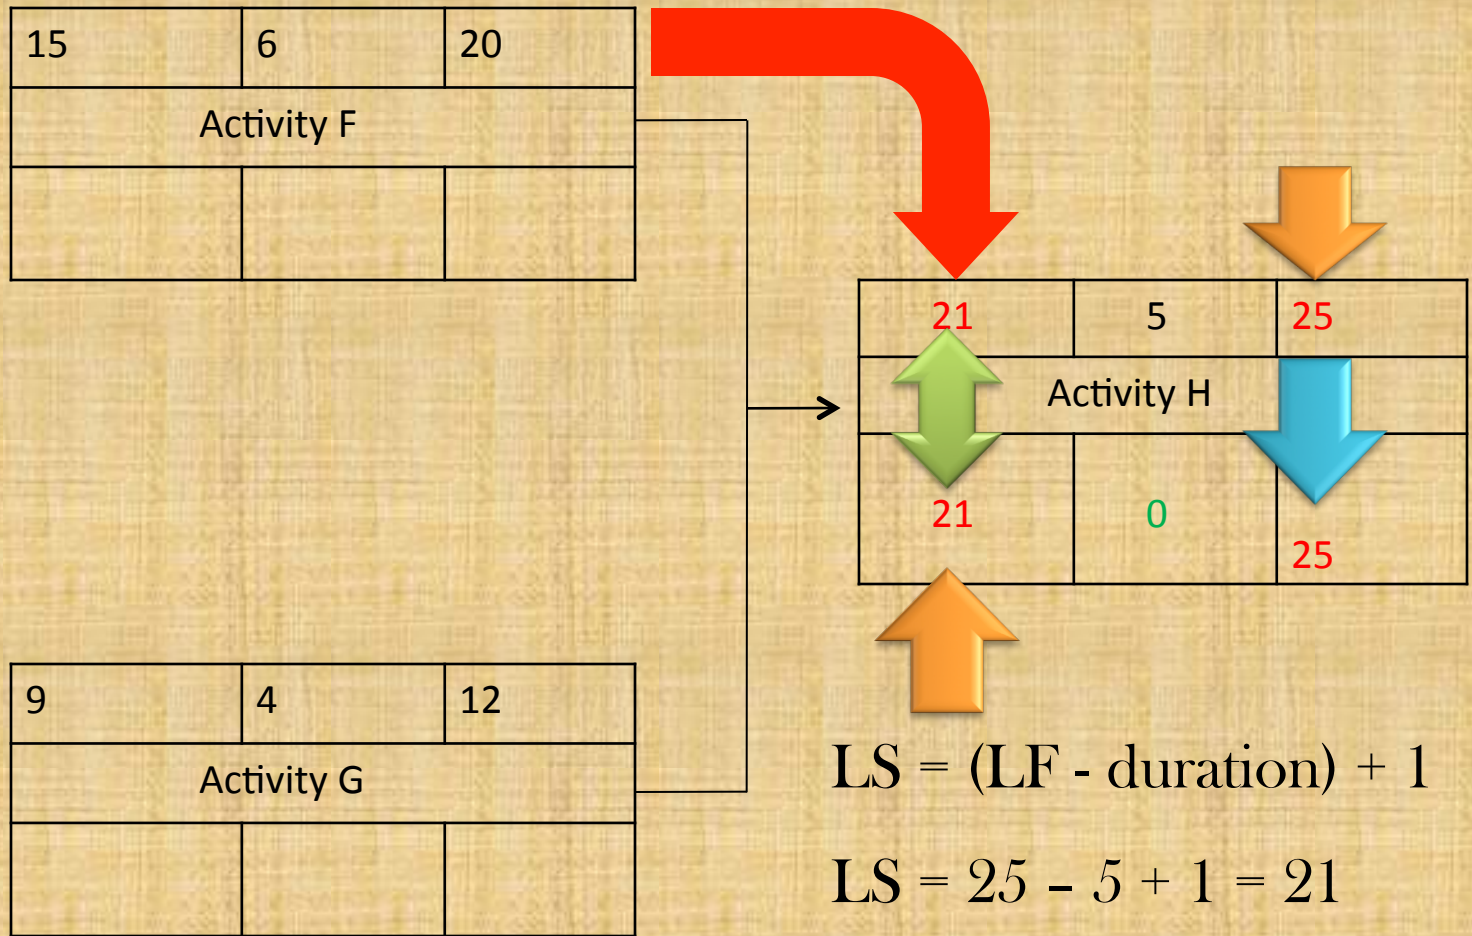 15 6 20
Activity F
21 5 25
Activity H
21 0 25
9 4 12
Activity G
LS = (LF - duration) + 1
LS = 25 – 5 + 1 = 21